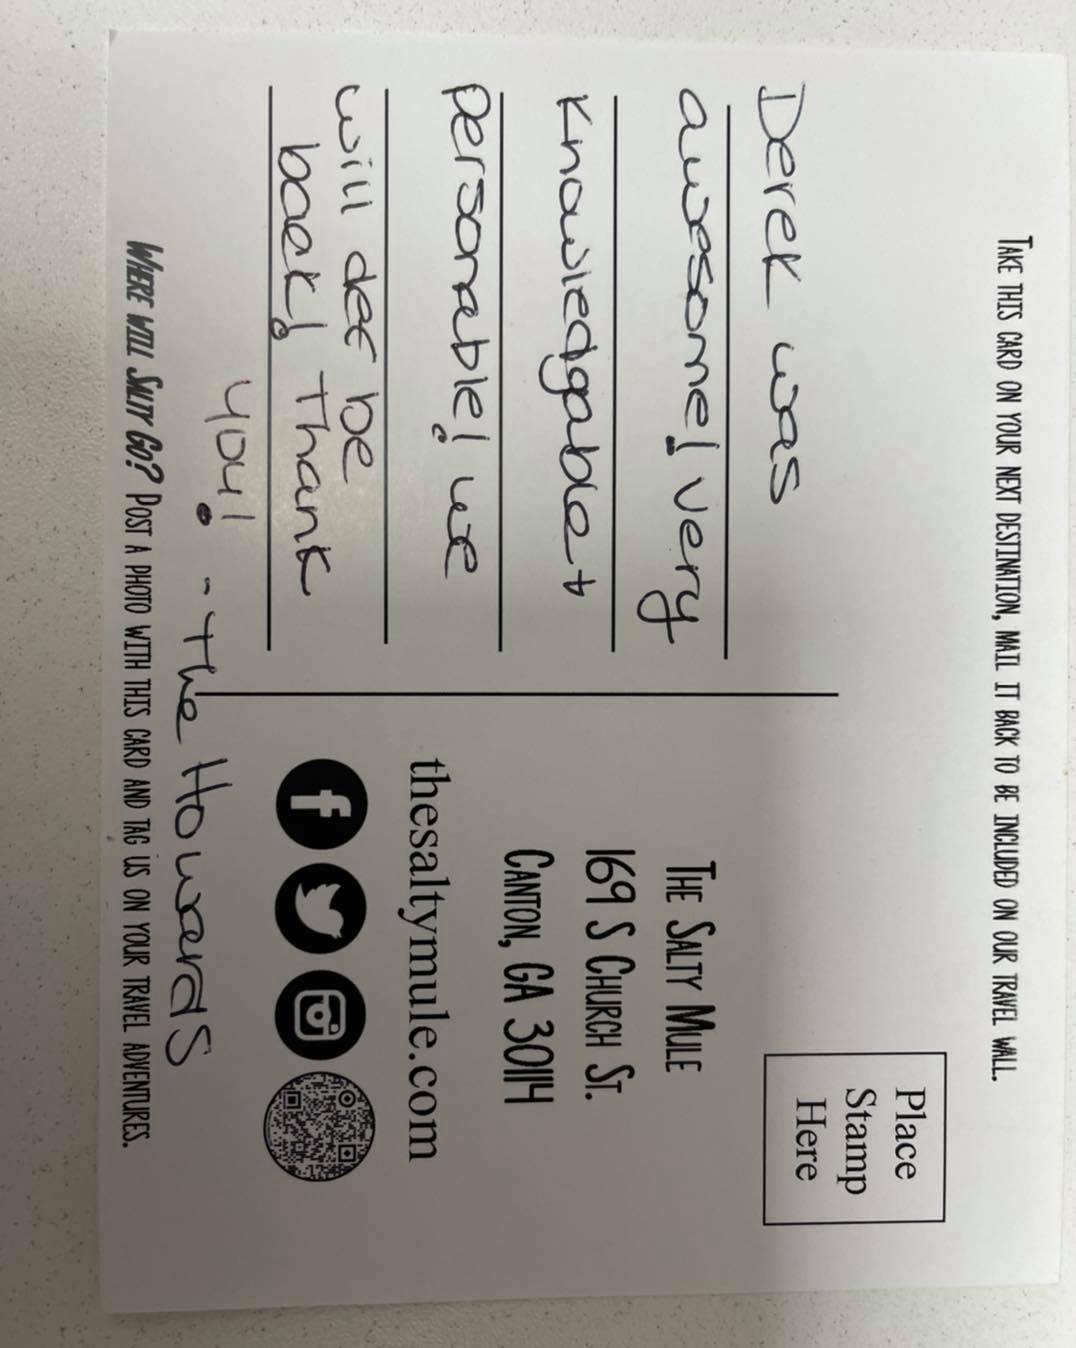 TAKE THIS CARD ON YOUR NEXT DESTINATION, MAIL IT BACK TO BE INCLUDED ON OUR TRAVEL WALL.
Place
Stamp
Here
Derek was
awesome! very
Knowledgable +
personable! we
will def be
back! Thank
you!
- The Howards
THE SALTY MULE
169 S CHURCH ST.
CANTON, GA 30114
thesaltymule.com
WHERE WILL SALTY GO? POST A PHOTO WITH THIS CARD AND TAG US ON YOUR TRAVEL ADVENTURES.